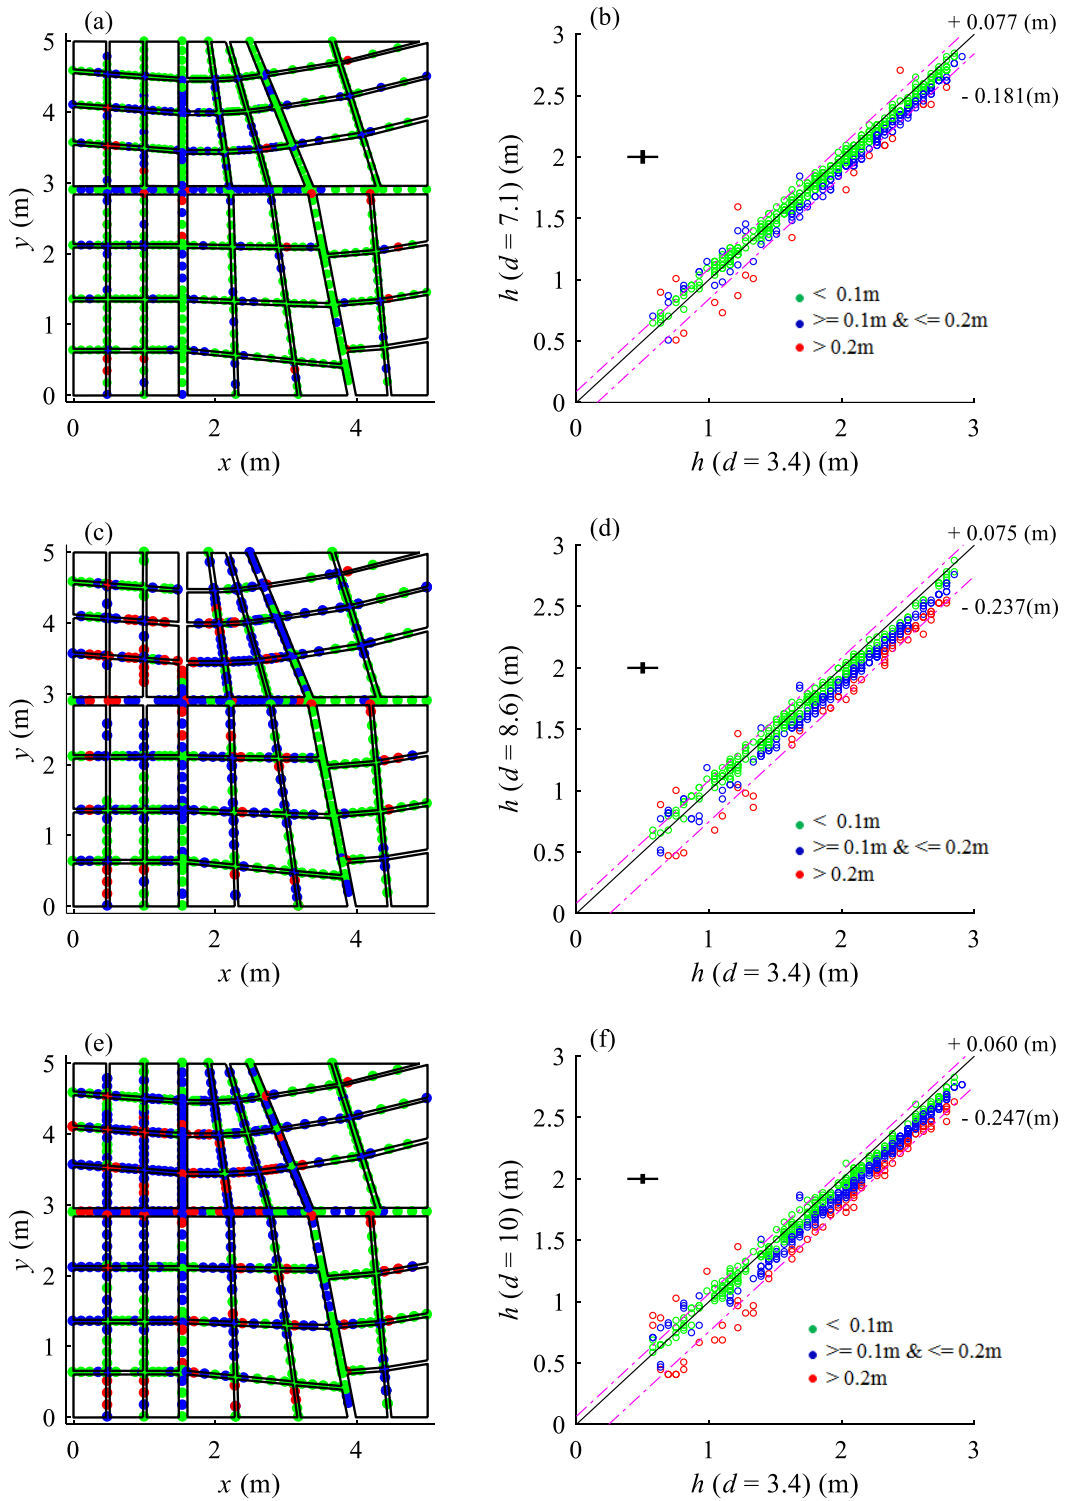 (a)
5
4
3
2
1
0
y (m)
0 2 4
x (m)
(b)
+ 0.077 (m)
- 0.181(m)
3
2.5
2
1.5
1
0.5
0
h (d = 7.1) (m)
< 0.1m
>= 0.1m & <= 0.2m
> 0.2m
0 1 2 3
h (d = 3.4) (m)
(c)
5
4
3
2
1
0
y (m)
0 2 4
x (m)
(d)
+ 0.075 (m)
- 0.237(m)
3
2.5
2
1.5
1
0.5
0
h (d = 8.6) (m)
< 0.1m
>= 0.1m & <= 0.2m
> 0.2m
0 1 2 3
h (d = 3.4) (m)
(e)
5
4
3
2
1
0
y (m)
0 2 4
x (m)
(f)
+ 0.060 (m)
- 0.247(m)
3
2.5
2
1.5
1
0.5
0
h (d = 10) (m)
< 0.1m
>= 0.1m & <= 0.2m
> 0.2m
0 1 2 3
h (d = 3.4) (m)